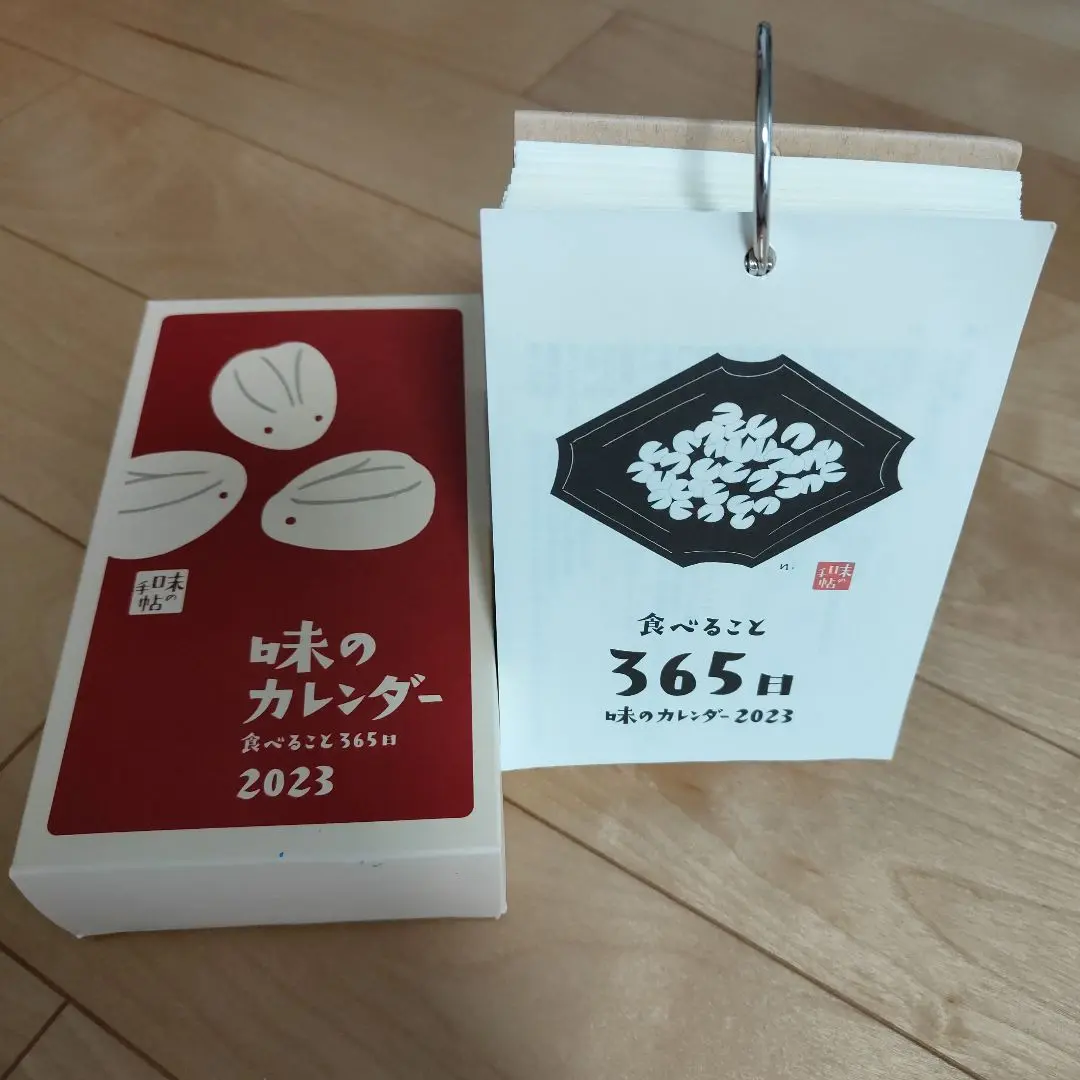 味の
手帖
味の
カレンダー
食べること365日
2023
味の
手帖
食べること
365日
味のカレンダー2023